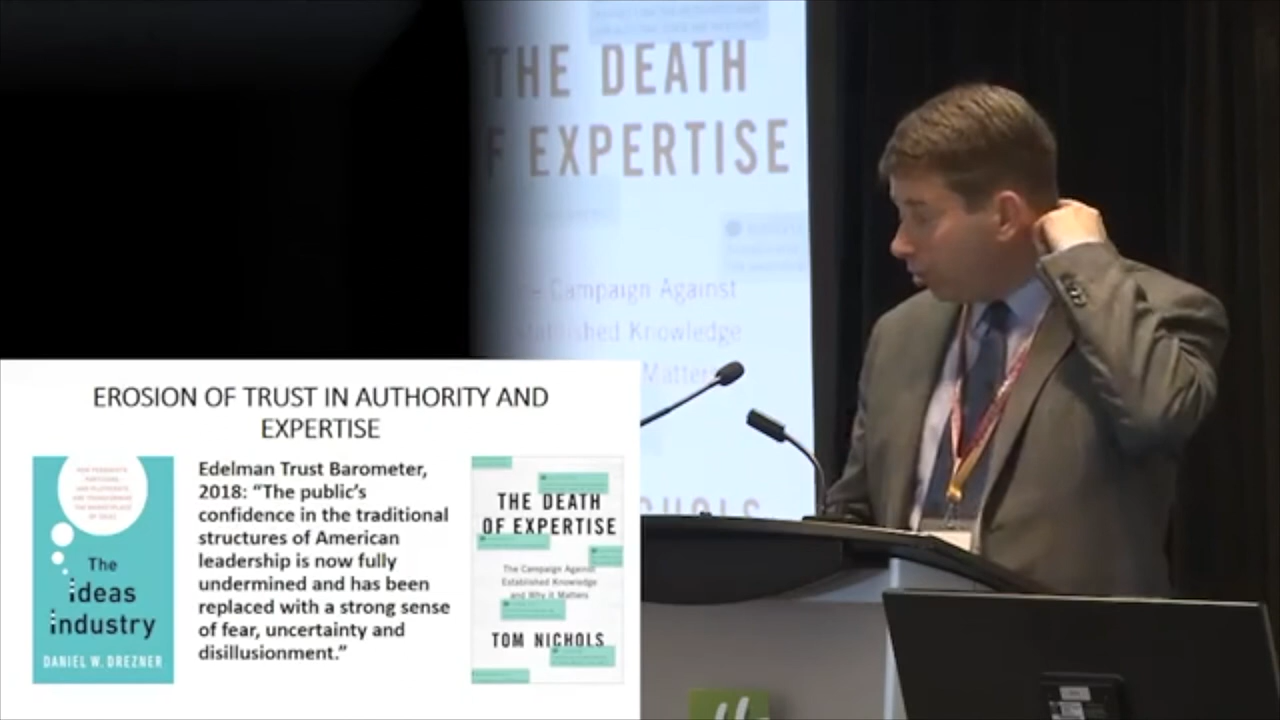 THE DEATH
F EXPERTISE
Campaign Against
Established Knowledge
Matters
EROSION OF TRUST IN AUTHORITY AND
EXPERTISE
The
ideas
industry
DANIEL W. DREZNER
Edelman Trust Barometer,
2018: “The public’s
confidence in the traditional
structures of American
leadership is now fully
undermined and has been
replaced with a strong sense
of fear, uncertainty and
disillusionment.”
THE DEATH
OF EXPERTISE
The Campaign Against
Established Knowledge
and Why it Matters
TOM NICHOLS